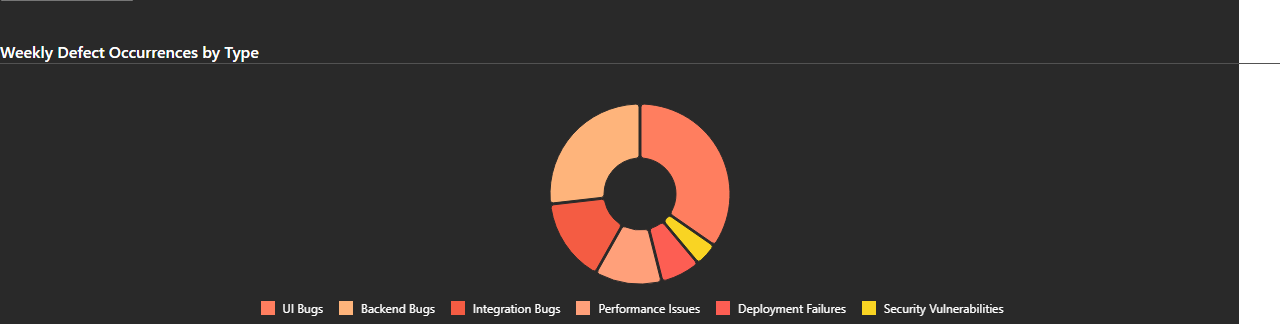 Weekly Defect Occurrences by Type
UI Bugs Backend Bugs Integration Bugs Performance Issues Deployment Failures Security Vulnerabilities